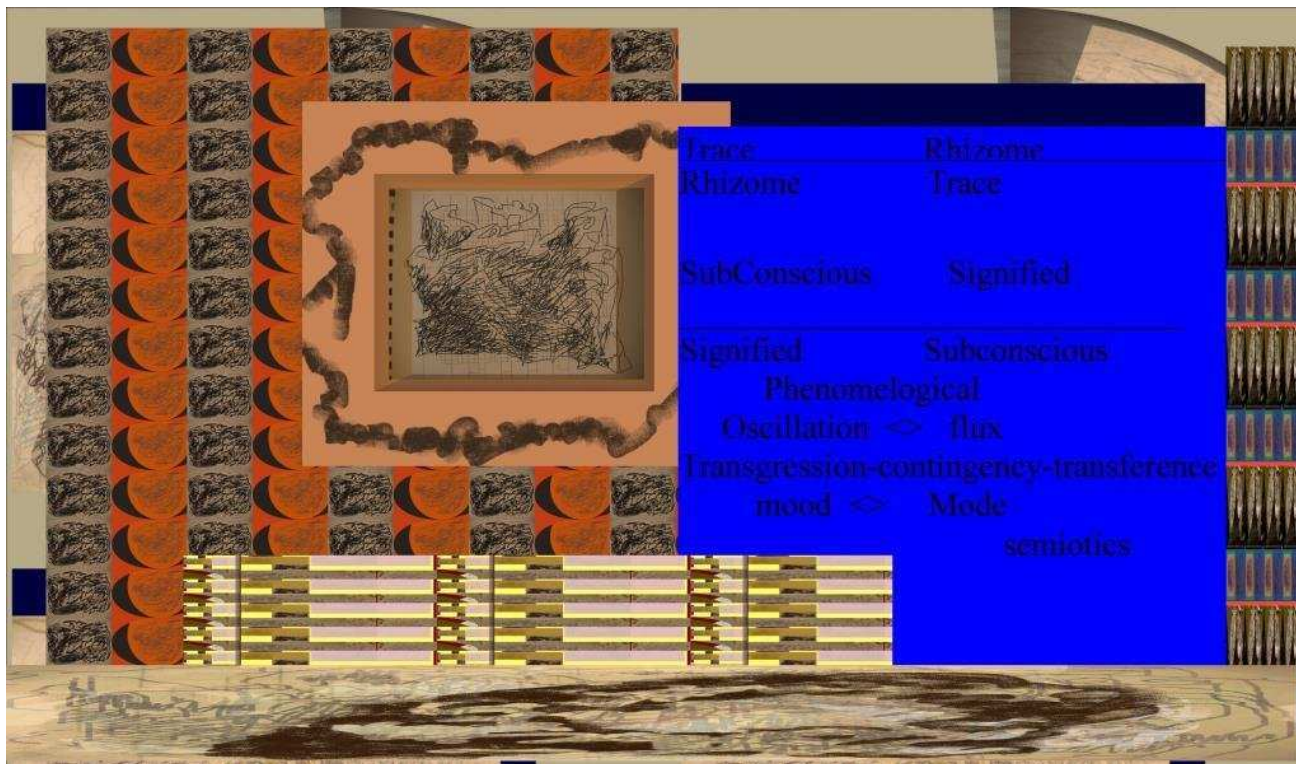 Trace Rhizome
Rhizome Trace
SubConscious Signified
Signified Subconscious
Phenomelogical
Oscillation <> flux
Transgression-contingency-transference
mood <> Mode
semiotics